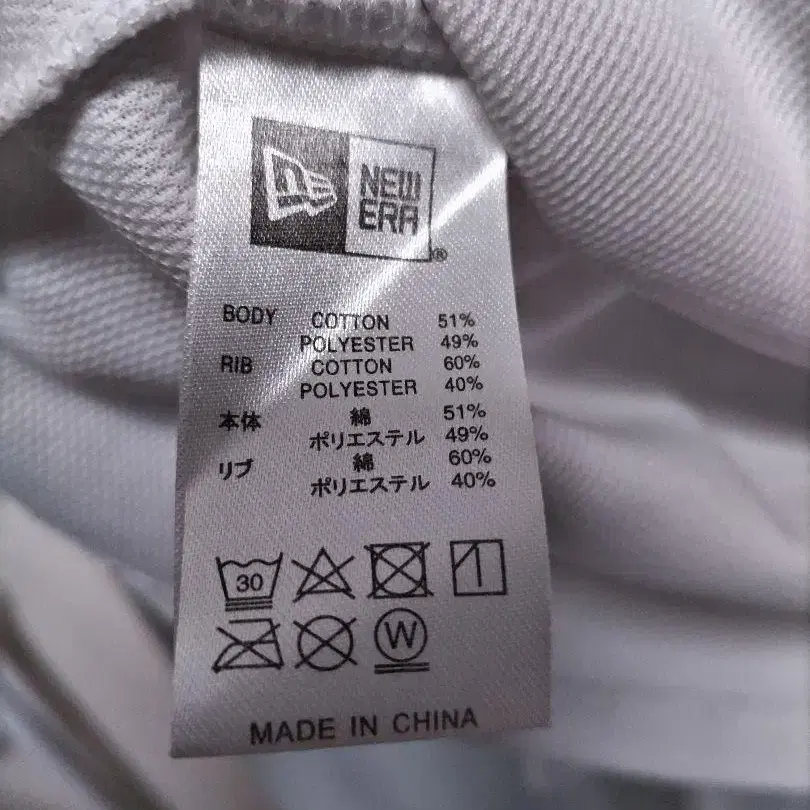 NEW
ERA
®
BODY COTTON 51%
POLYESTER 49%
RIB COTTON 60%
POLYESTER 40%
本体 綿 51%
ポリエステル 49%
リブ 綿 60%
ポリエステル 40%
30
W
MADE IN CHINA